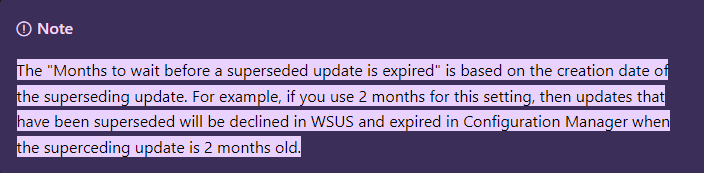 Note
The "Months to wait before a superseded update is expired" is based on the creation date of
the superseding update. For example, if you use 2 months for this setting, then updates that
have been superseded will be declined in WSUS and expired in Configuration Manager when
the superceding update is 2 months old.